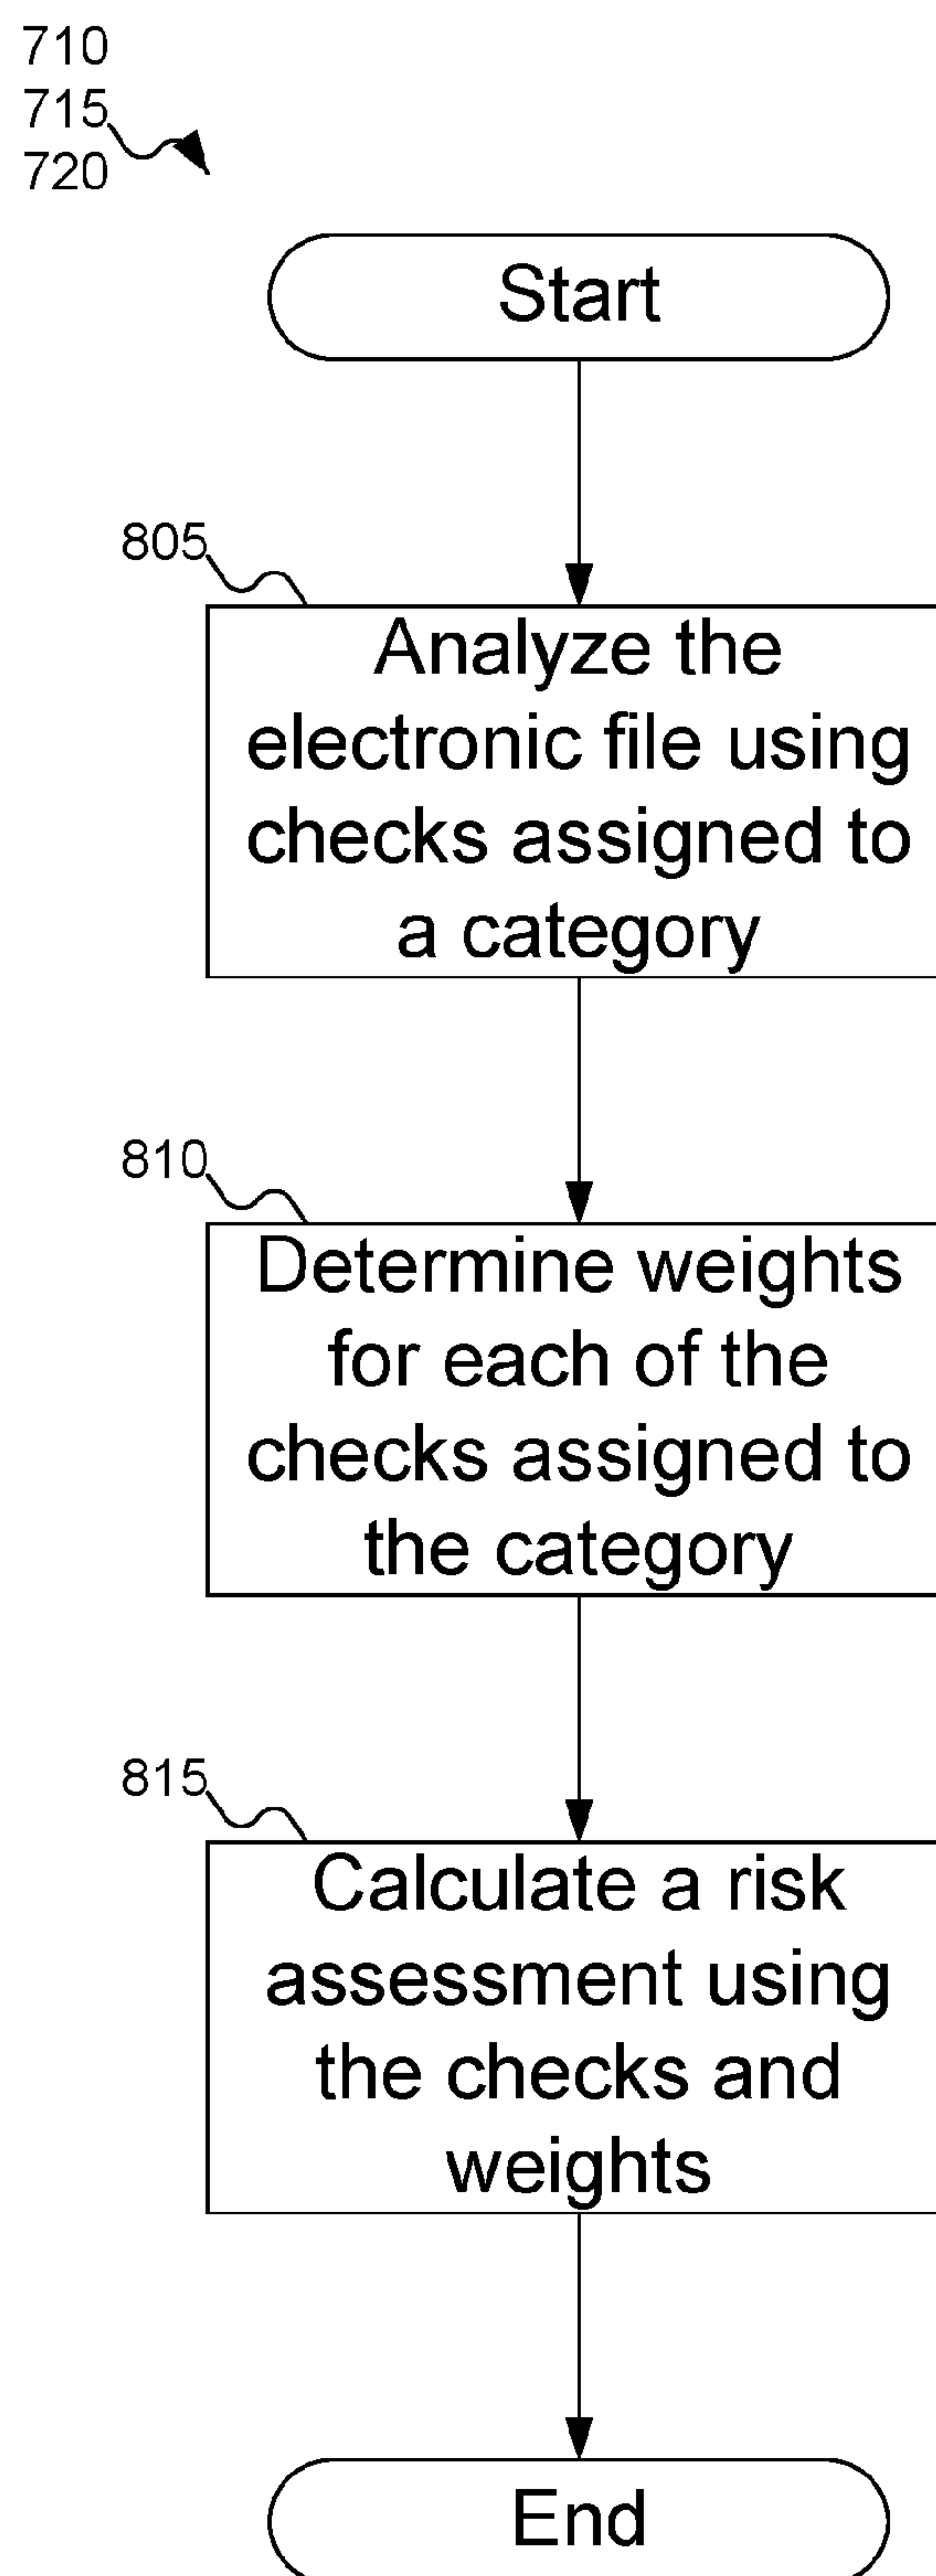 710
715
720
Start
805
Analyze the
electronic file using
checks assigned to
a category
810
Determine weights
for each of the
checks assigned to
the category
815
Calculate a risk
assessment using
the checks and
weights
End